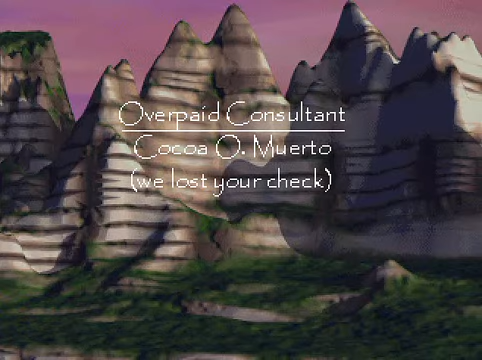 Overpaid Consultant
Cocoa O. Muerto
(we lost your check)